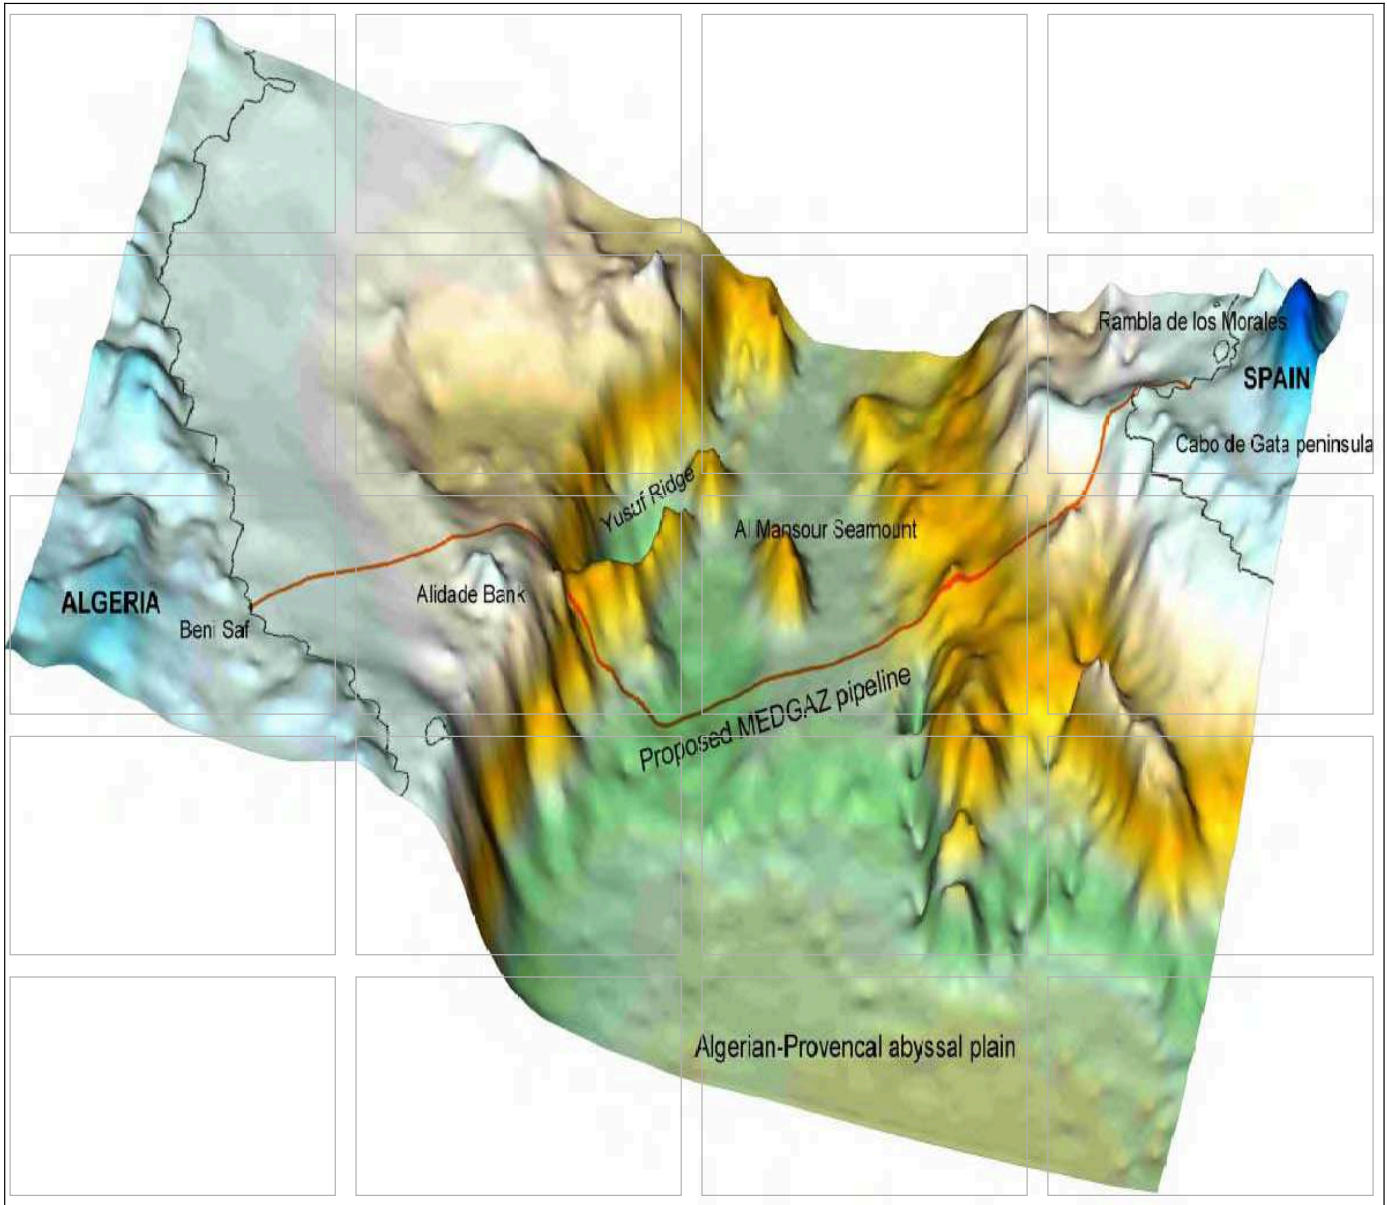 Rambla de los Morales
SPAIN
Cabo de Gata peninsula
Yusuf Ridge
Al Mansour Seamount
Alidade Bank
ALGERIA
Beni Saf
Proposed MEDGAZ pipeline
Algerian-Provencal abyssal plain